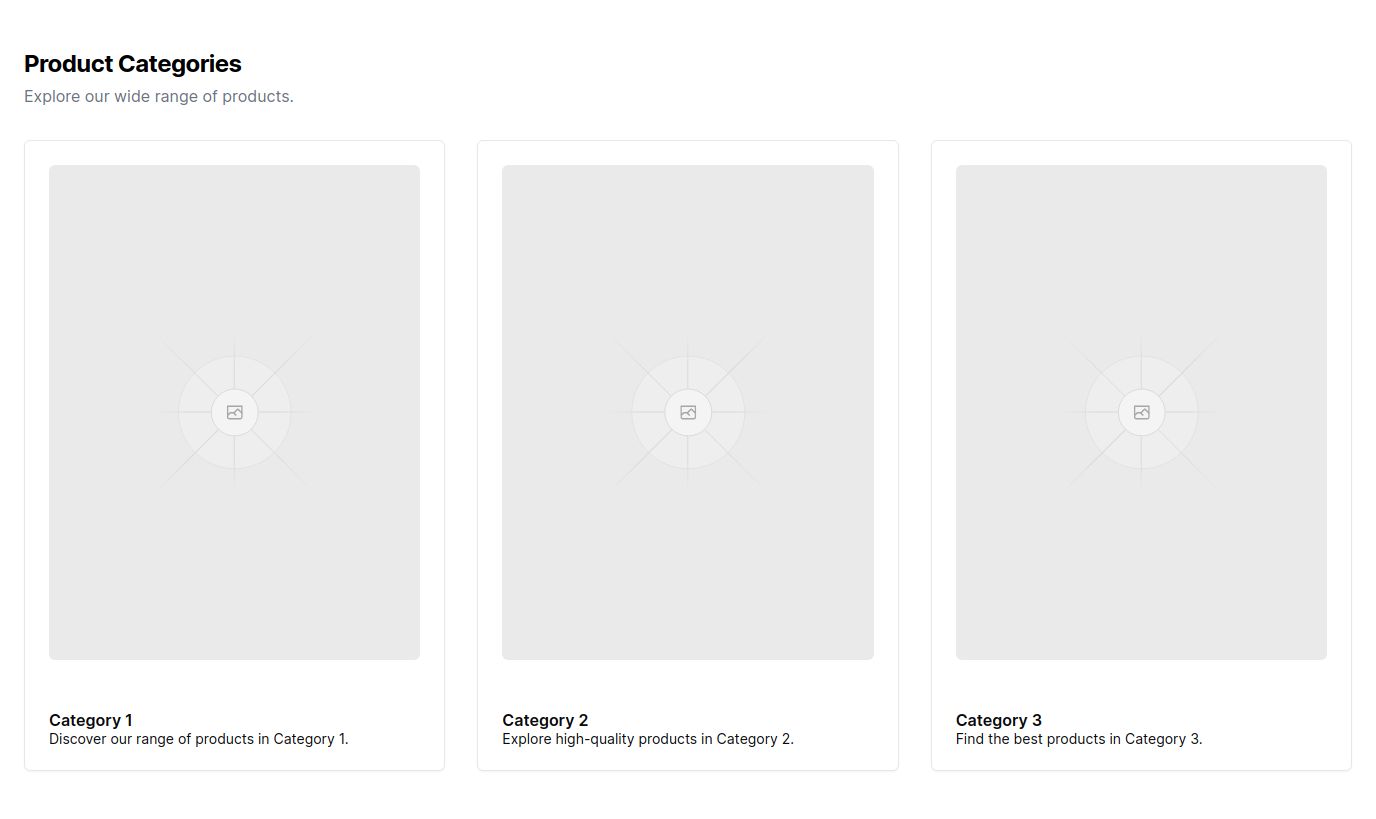 Product Categories
Explore our wide range of products.
Category 1
Discover our range of products in Category 1.
Category 2
Explore high-quality products in Category 2.
Category 3
Find the best products in Category 3.